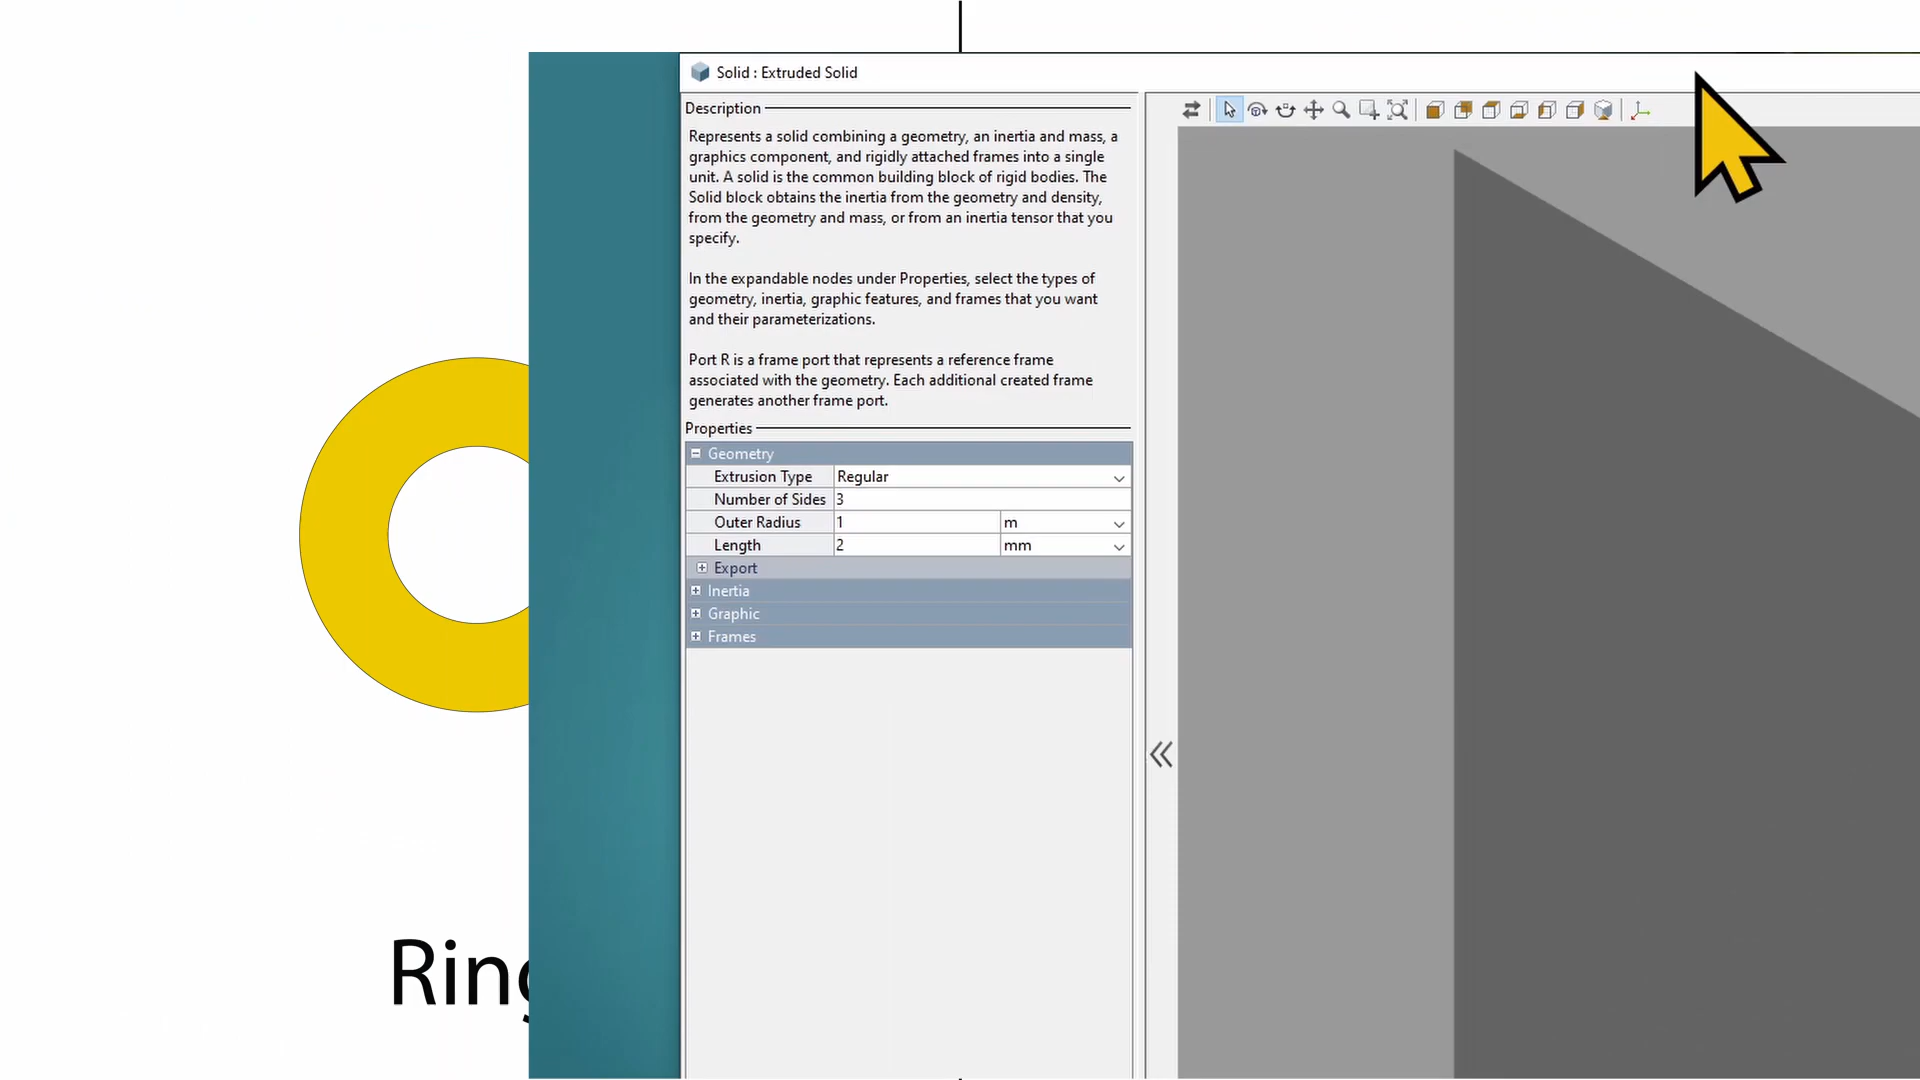 Solid : Extruded Solid
Description
Represents a solid combining a geometry, an inertia and mass, a
graphics component, and rigidly attached frames into a single
unit. A solid is the common building block of rigid bodies. The
Solid block obtains the inertia from the geometry and density,
from the geometry and mass, or from an inertia tensor that you
specify.
In the expandable nodes under Properties, select the types of
geometry, inertia, graphic features, and frames that you want
and their parameterizations.
Port R is a frame port that represents a reference frame
associated with the geometry. Each additional created frame
generates another frame port.
Properties
Geometry
Extrusion Type Regular
Number of Sides 3
Outer Radius 1 m
Length 2 mm
Export
Inertia
Graphic
Frames
Ring